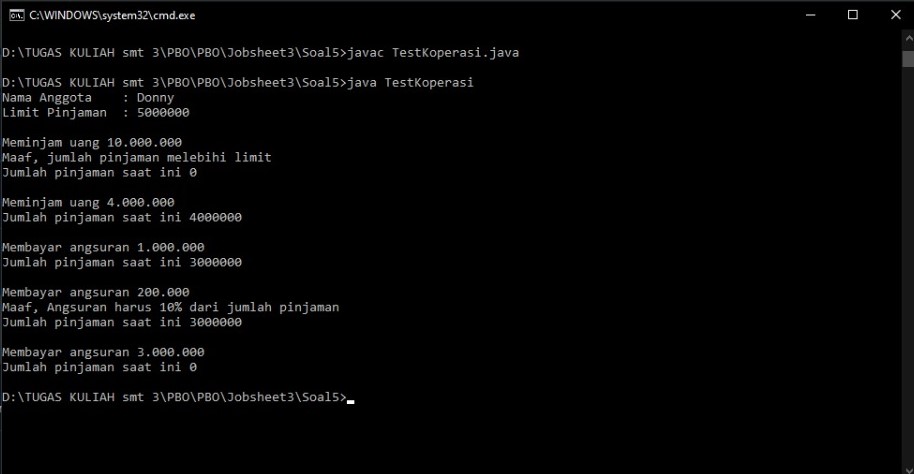 C:\WINDOWS\system32\cmd.exe
D:\TUGAS KULIAH smt 3\PBO\PBO\Jobsheet3\Soal5>javac TestKoperasi.java
D:\TUGAS KULIAH smt 3\PBO\PBO\Jobsheet3\Soal5>java TestKoperasi
Nama Anggota    : Donny
Limit Pinjaman  : 5000000
Meminjam uang 10.000.000
Maaf, jumlah pinjaman melebihi limit
Jumlah pinjaman saat ini 0
Meminjam uang 4.000.000
Jumlah pinjaman saat ini 4000000
Membayar angsuran 1.000.000
Jumlah pinjaman saat ini 3000000
Membayar angsuran 200.000
Maaf, Angsuran harus 10% dari jumlah pinjaman
Jumlah pinjaman saat ini 3000000
Membayar angsuran 3.000.000
Jumlah pinjaman saat ini 0
D:\TUGAS KULIAH smt 3\PBO\PBO\Jobsheet3\Soal5>